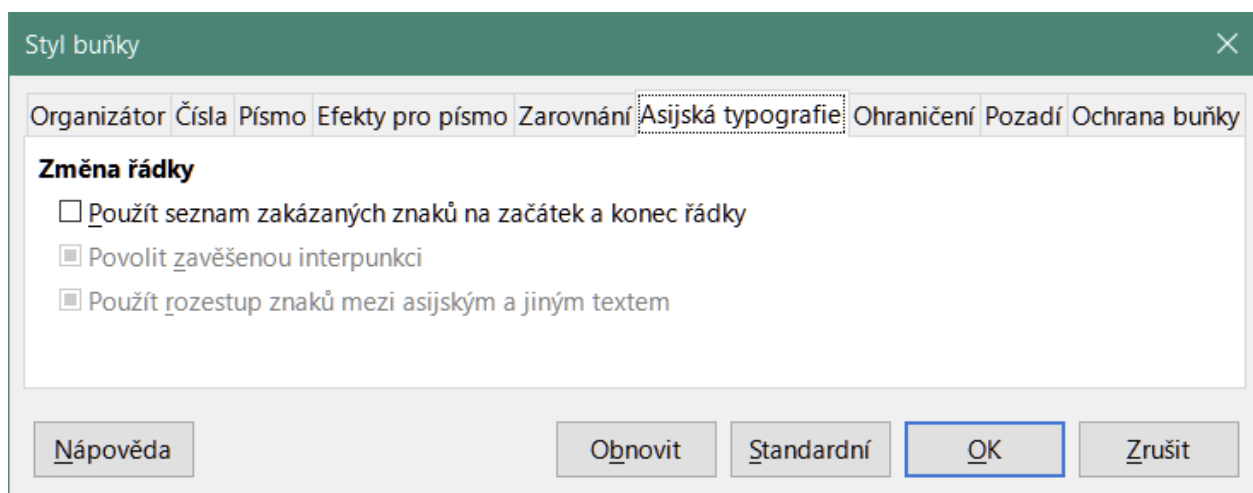 Styl buňky
Organizátor Čísla Písmo Efekty pro písmo Zarovnání Asijská typografie Ohraničení Pozadí Ochrana buňky
Změna řádky
Použít seznam zakázaných znaků na začátek a konec řádky
Povolit zavěšenou interpunkci
Použít rozestup znaků mezi asijským a jiným textem
Nápověda Obnovit Standardní OK Zrušit